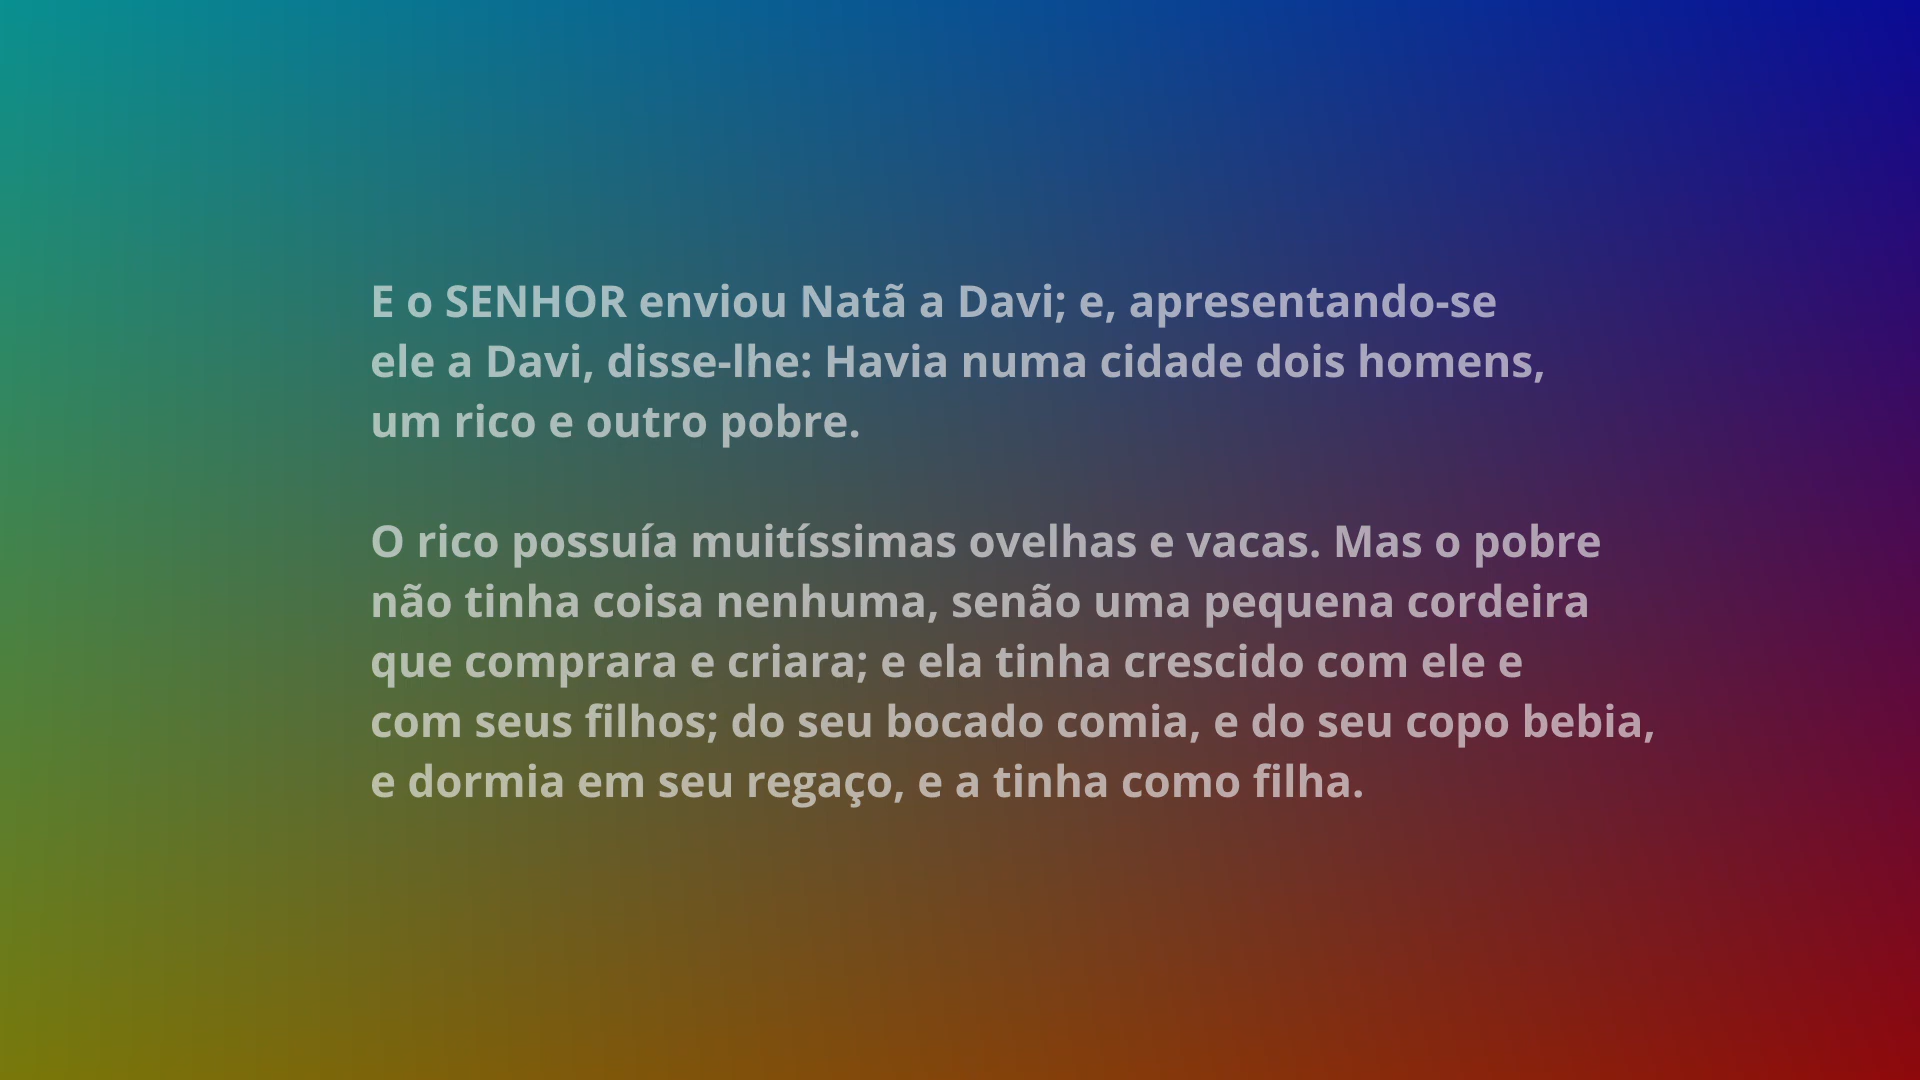 E o SENHOR enviou Natã a Davi; e, apresentando-se
ele a Davi, disse-lhe: Havia numa cidade dois homens,
um rico e outro pobre.
O rico possuía muitíssimas ovelhas e vacas. Mas o pobre
não tinha coisa nenhuma, senão uma pequena cordeira
que comprara e criara; e ela tinha crescido com ele e
com seus filhos; do seu bocado comia, e do seu copo bebia,
e dormia em seu regaço, e a tinha como filha.